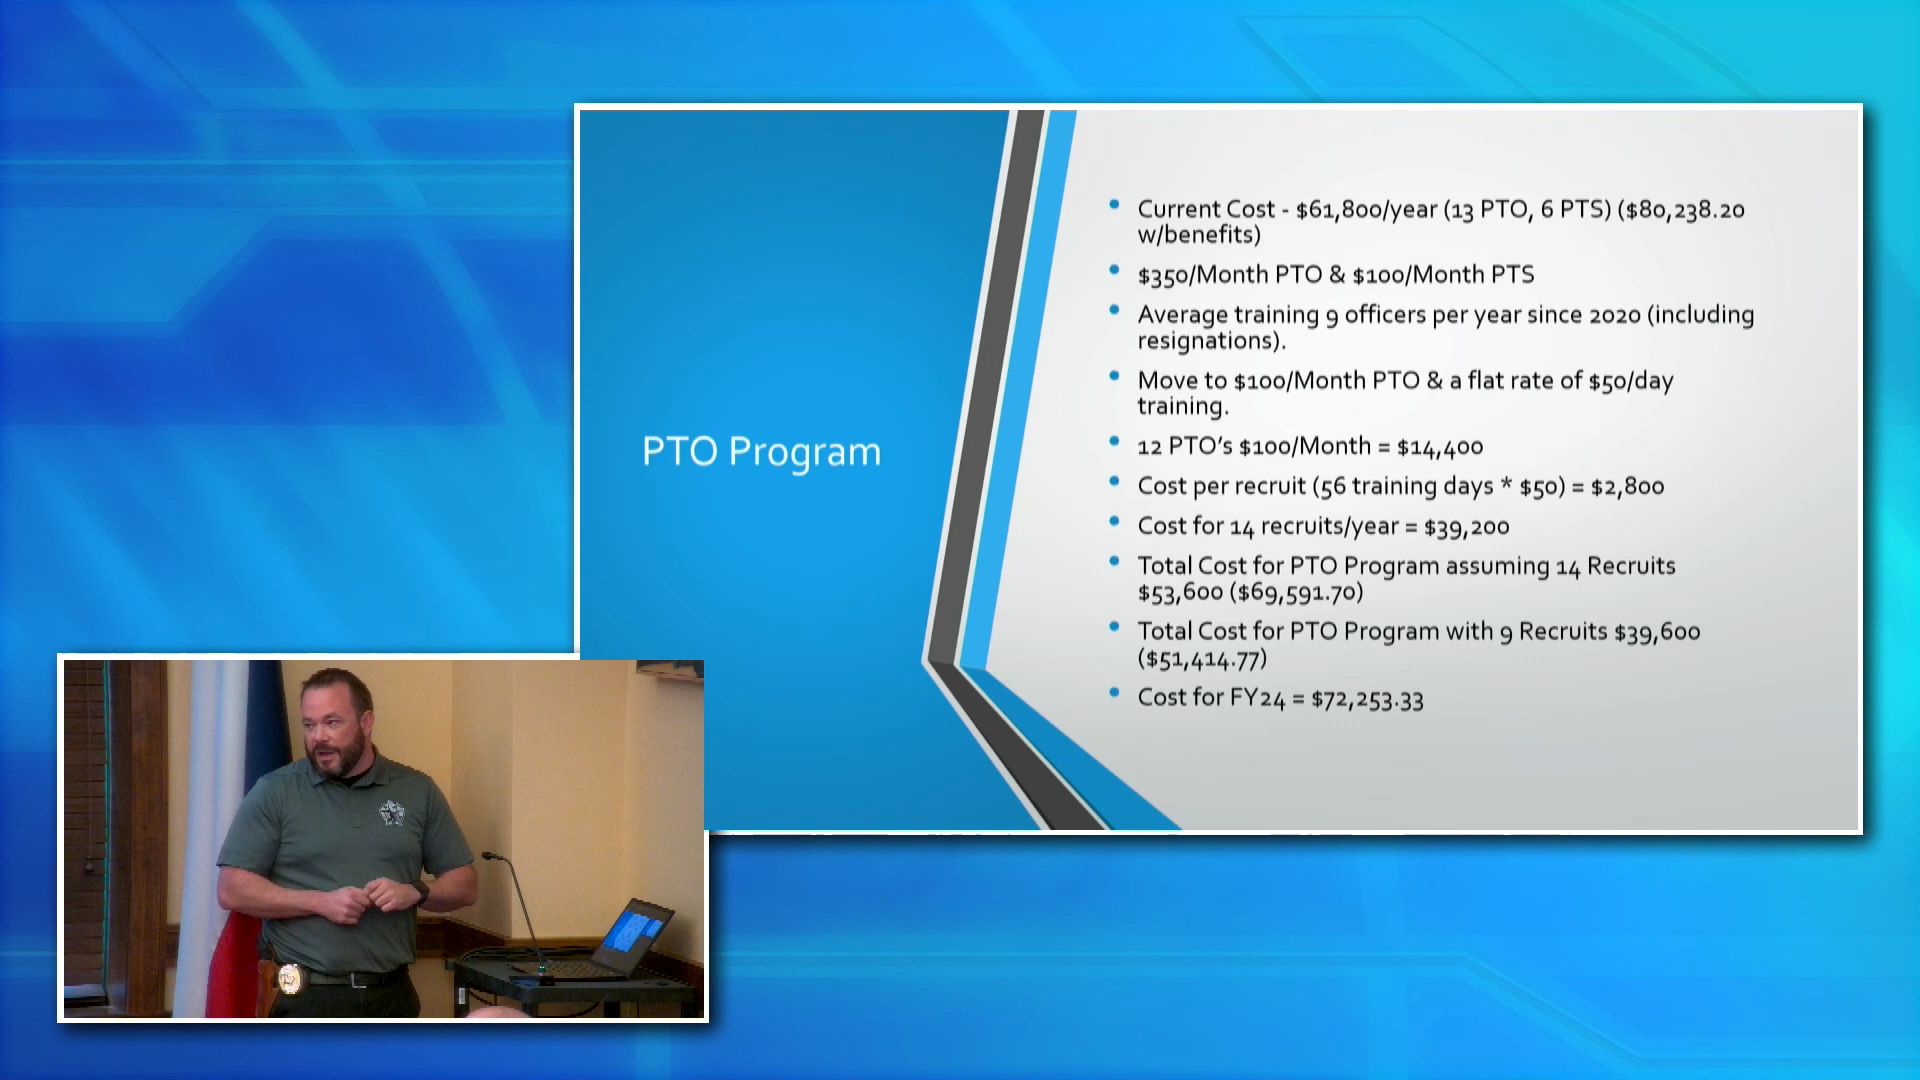 PTO Program
• Current Cost - $61,800/year (13 PTO, 6 PTS) ($80,238.20
w/benefits)
• $350/Month PTO & $100/Month PTS
• Average training 9 officers per year since 2020 (including
resignations).
• Move to $100/Month PTO & a flat rate of $50/day
training.
• 12 PTO's $100/Month = $14,400
• Cost per recruit (56 training days * $50) = $2,800
• Cost for 14 recruits/year = $39,200
• Total Cost for PTO Program assuming 14 Recruits
$53,600 ($69,591.70)
• Total Cost for PTO Program with 9 Recruits $39,600
($51,414.77)
• Cost for FY24 = $72,253.33